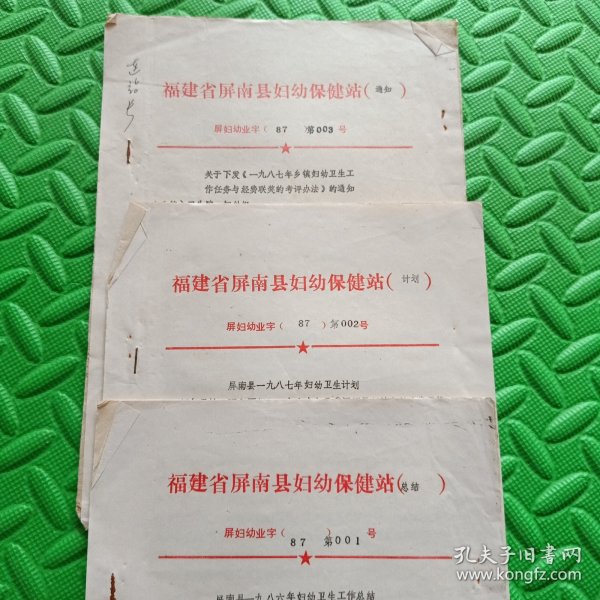 福建省屏南县妇幼保健站（通知）
屏妇幼业字（87）第003号
关于下发《一九八七年乡镇妇幼卫生工
作任务与经费联奖的考评办法》的通知
福建省屏南县妇幼保健站（计划）
屏妇幼业字（87）第002号
屏南县一九八七年妇幼卫生计划
福建省屏南县妇幼保健站（总结）
屏妇幼业字（87）第001号
屏南县一九八六年妇幼卫生工作总结
孔夫子旧书网
www.kongfz.com